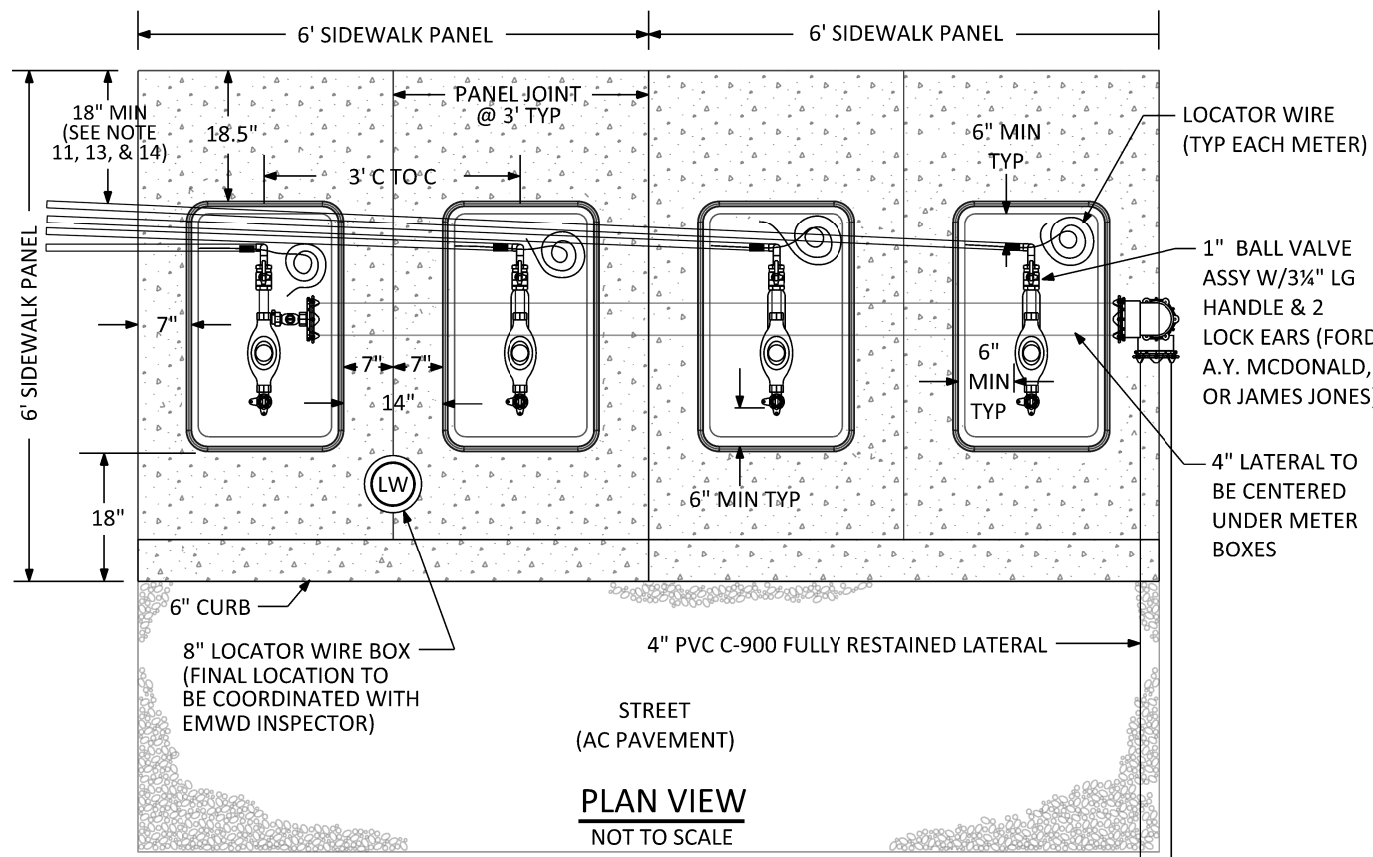 6' SIDEWALK PANEL
6' SIDEWALK PANEL
18" MIN
(SEE NOTE
11, 13, & 14)
18.5"
PANEL JOINT
@ 3' TYP
6" MIN
TYP
LOCATOR WIRE
(TYP EACH METER)
3' C TO C
6' SIDEWALK PANEL
1" BALL VALVE
ASSY W/3¼" LG
HANDLE & 2
LOCK EARS (FORD
A.Y. MCDONALD,
OR JAMES JONES)
7"
7"
7"
14"
6"
MIN
TYP
4" LATERAL TO
BE CENTERED
UNDER METER
BOXES
LW
6" MIN TYP
18"
6" CURB
8" LOCATOR WIRE BOX
(FINAL LOCATION TO
BE COORDINATED WITH
EMWD INSPECTOR)
4" PVC C-900 FULLY RESTAINED LATERAL
STREET
(AC PAVEMENT)
PLAN VIEW
NOT TO SCALE